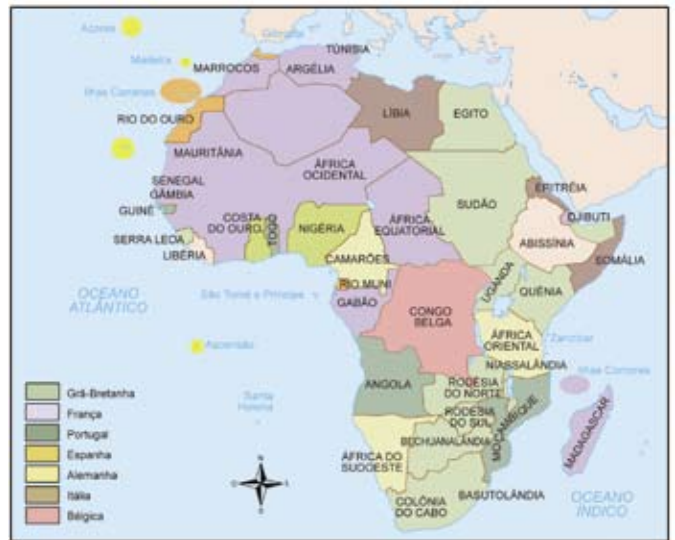 Açores
Gibraltar
TÚNISIA
Madeira
MARROCOS
ARGÉLIA
Ilhas Canárias
RIO DO OURO
LÍBIA
EGITO
MAURITÂNIA
ÁFRICA
OCIDENTAL
SENEGAL
GÂMBIA
GUINÉ
SERRA LEOA
LIBÉRIA
COSTA
DO OURO
TOGO
NIGÉRIA
ÁFRICA
EQUATORIAL
SUDÃO
ERITRÉIA
DJIBUTI
ABISSÍNIA
SOMÁLIA
CAMARÕES
RIO MUNI
GABÃO
UGANDA
QUÊNIA
OCEANO
ATLÂNTICO
São Tomé e Príncipe
CONGO
BELGA
ÁFRICA
ORIENTAL
Zanzibar
Ascensão
NIASSALÂNDIA
Ilhas Comores
ANGOLA
RODÉSIA
DO NORTE
RODÉSIA
DO SUL
MOÇAMBIQUE
MADAGASCAR
Santa
Helena
BECHUANALÂNDIA
ÁFRICA DO
SUDOESTE
BASUTOLÂNDIA
COLÔNIA
DO CABO
OCEANO
ÍNDICO
Grã-Bretanha
França
Portugal
Espanha
Alemanha
Itália
Bélgica
N